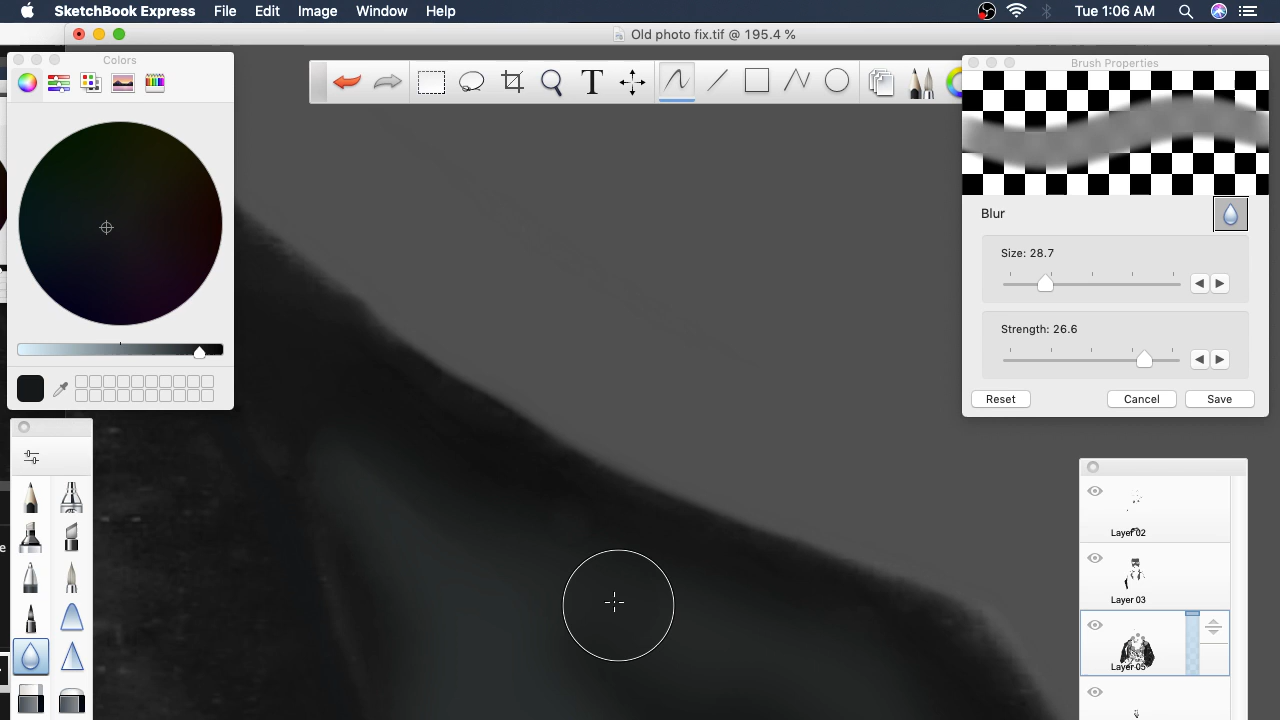 SketchBook Express File Edit Image Window Help Tue 1:06 AM
Old photo fix.tif @ 195.4 %
Colors
Brush Properties
T
Blur
Size: 28.7
Strength: 26.6
Reset Cancel Save
Layer 02
Layer 03
Layer 05